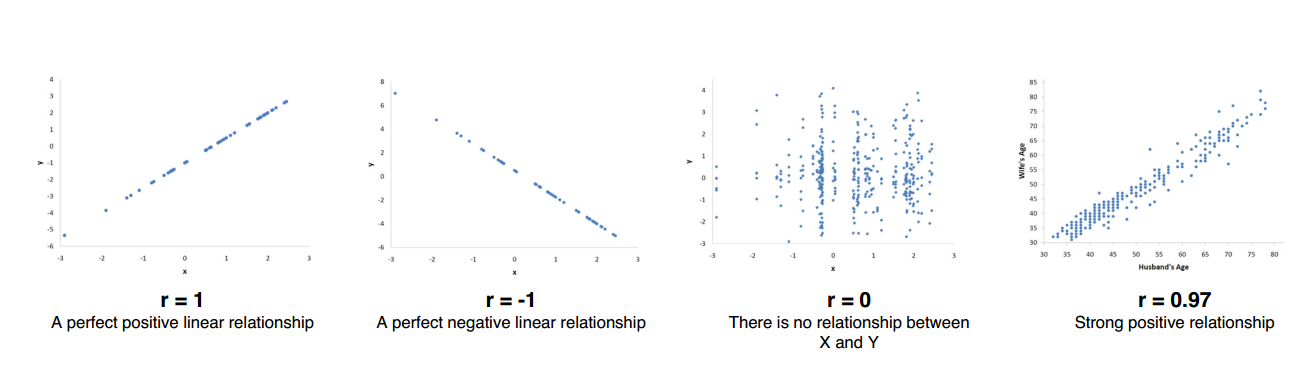 4
3
2
1
0
-1
-2
-3
-4
-5
-6
y
-3 -2 -1 0 1 2 3
x
r = 1
A perfect positive linear relationship
8
6
4
2
0
-2
-4
-6
y
-3 -2 -1 0 1 2 3
x
r = -1
A perfect negative linear relationship
4
3
2
1
0
-1
-2
-3
y
-3 -2 -1 0 1 2 3
x
r = 0
There is no relationship between
X and Y
85
80
75
70
65
60
55
50
45
40
35
30
Wife's Age
30 35 40 45 50 55 60 65 70 75 80
Husband's Age
r = 0.97
Strong positive relationship